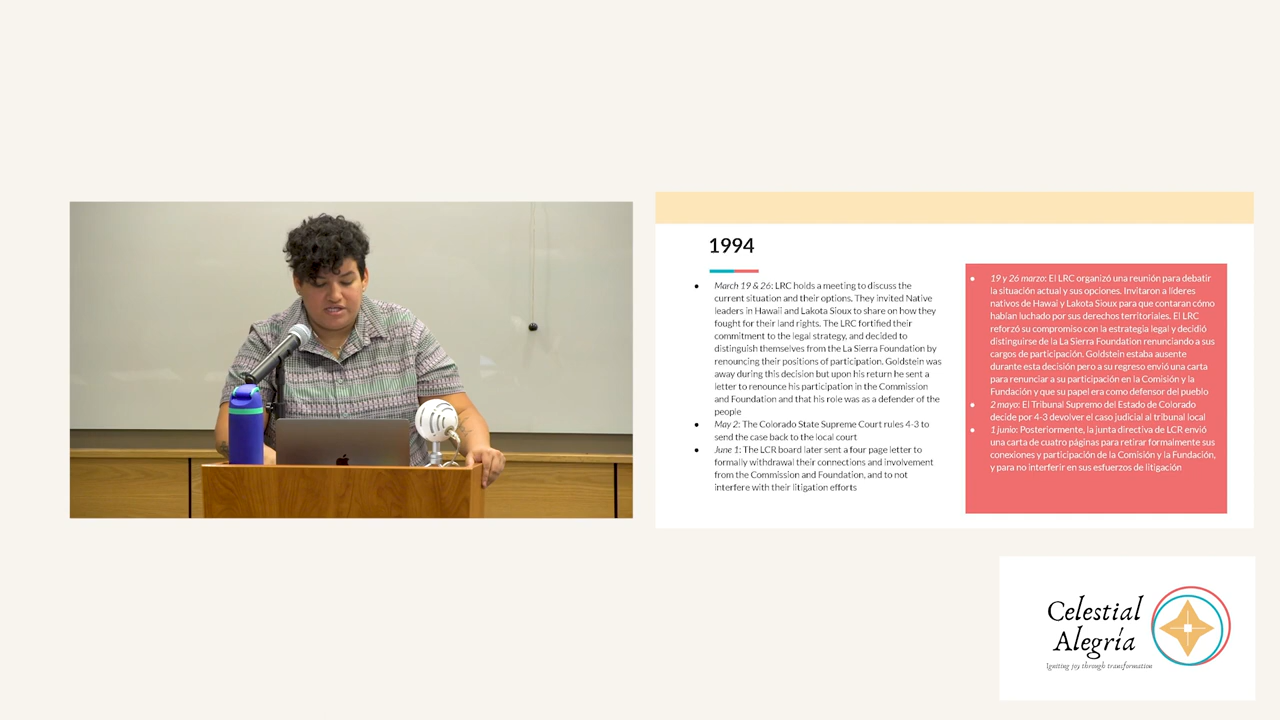 1994
March 19 & 26: LRC holds a meeting to discuss the
current situation and their options. They invited Native
leaders in Hawaii and Lakota Sioux to share on how they
fought for their land rights. The LRC fortified their
commitment to the legal strategy, and decided to
distinguish themselves from the La Sierra Foundation by
renouncing their positions of participation. Goldstein was
away during this decision but upon his return he sent a
letter to renounce his participation in the Commission
and Foundation and that his role was as a defender of the
people
May 2: The Colorado State Supreme Court rules 4-3 to
send the case back to the local court
June 1: The LCR board later sent a four page letter to
formally withdrawal their connections and involvement
from the Commission and Foundation, and to not
interfere with their litigation efforts
19 y 26 marzo: El LRC organizó una reunión para debatir
la situación actual y sus opciones. Invitaron a líderes
nativos de Hawai y Lakota Sioux para que contaran cómo
habían luchado por sus derechos territoriales. El LRC
reforzó su compromiso con la estrategia legal y decidió
distinguirse de la La Sierra Foundation renunciando a sus
cargos de participación. Goldstein estaba ausente
durante esta decisión pero a su regreso envió una carta
para renunciar a su participación en la Comisión y la
Fundación y que su papel era como defensor del pueblo
2 mayo: El Tribunal Supremo del Estado de Colorado
decide por 4-3 devolver el caso judicial al tribunal local
1 junio: Posteriormente, la junta directiva de LCR envió
una carta de cuatro páginas para retirar formalmente sus
conexiones y participación de la Comisión y la Fundación,
y para no interferir en sus esfuerzos de litigación
Celestial
Alegría
Igniting joy through transformation